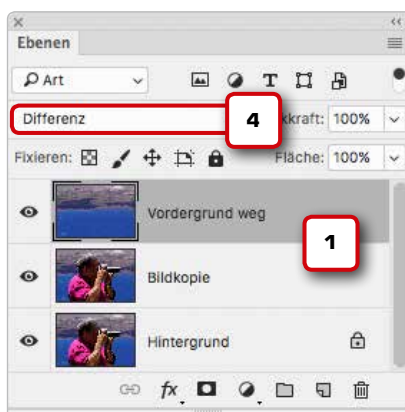 Ebenen
Art
Differenz 4 kkraft: 100%
Fixieren: Fläche: 100%
Vordergrund weg
1
Bildkopie
Hintergrund
fx